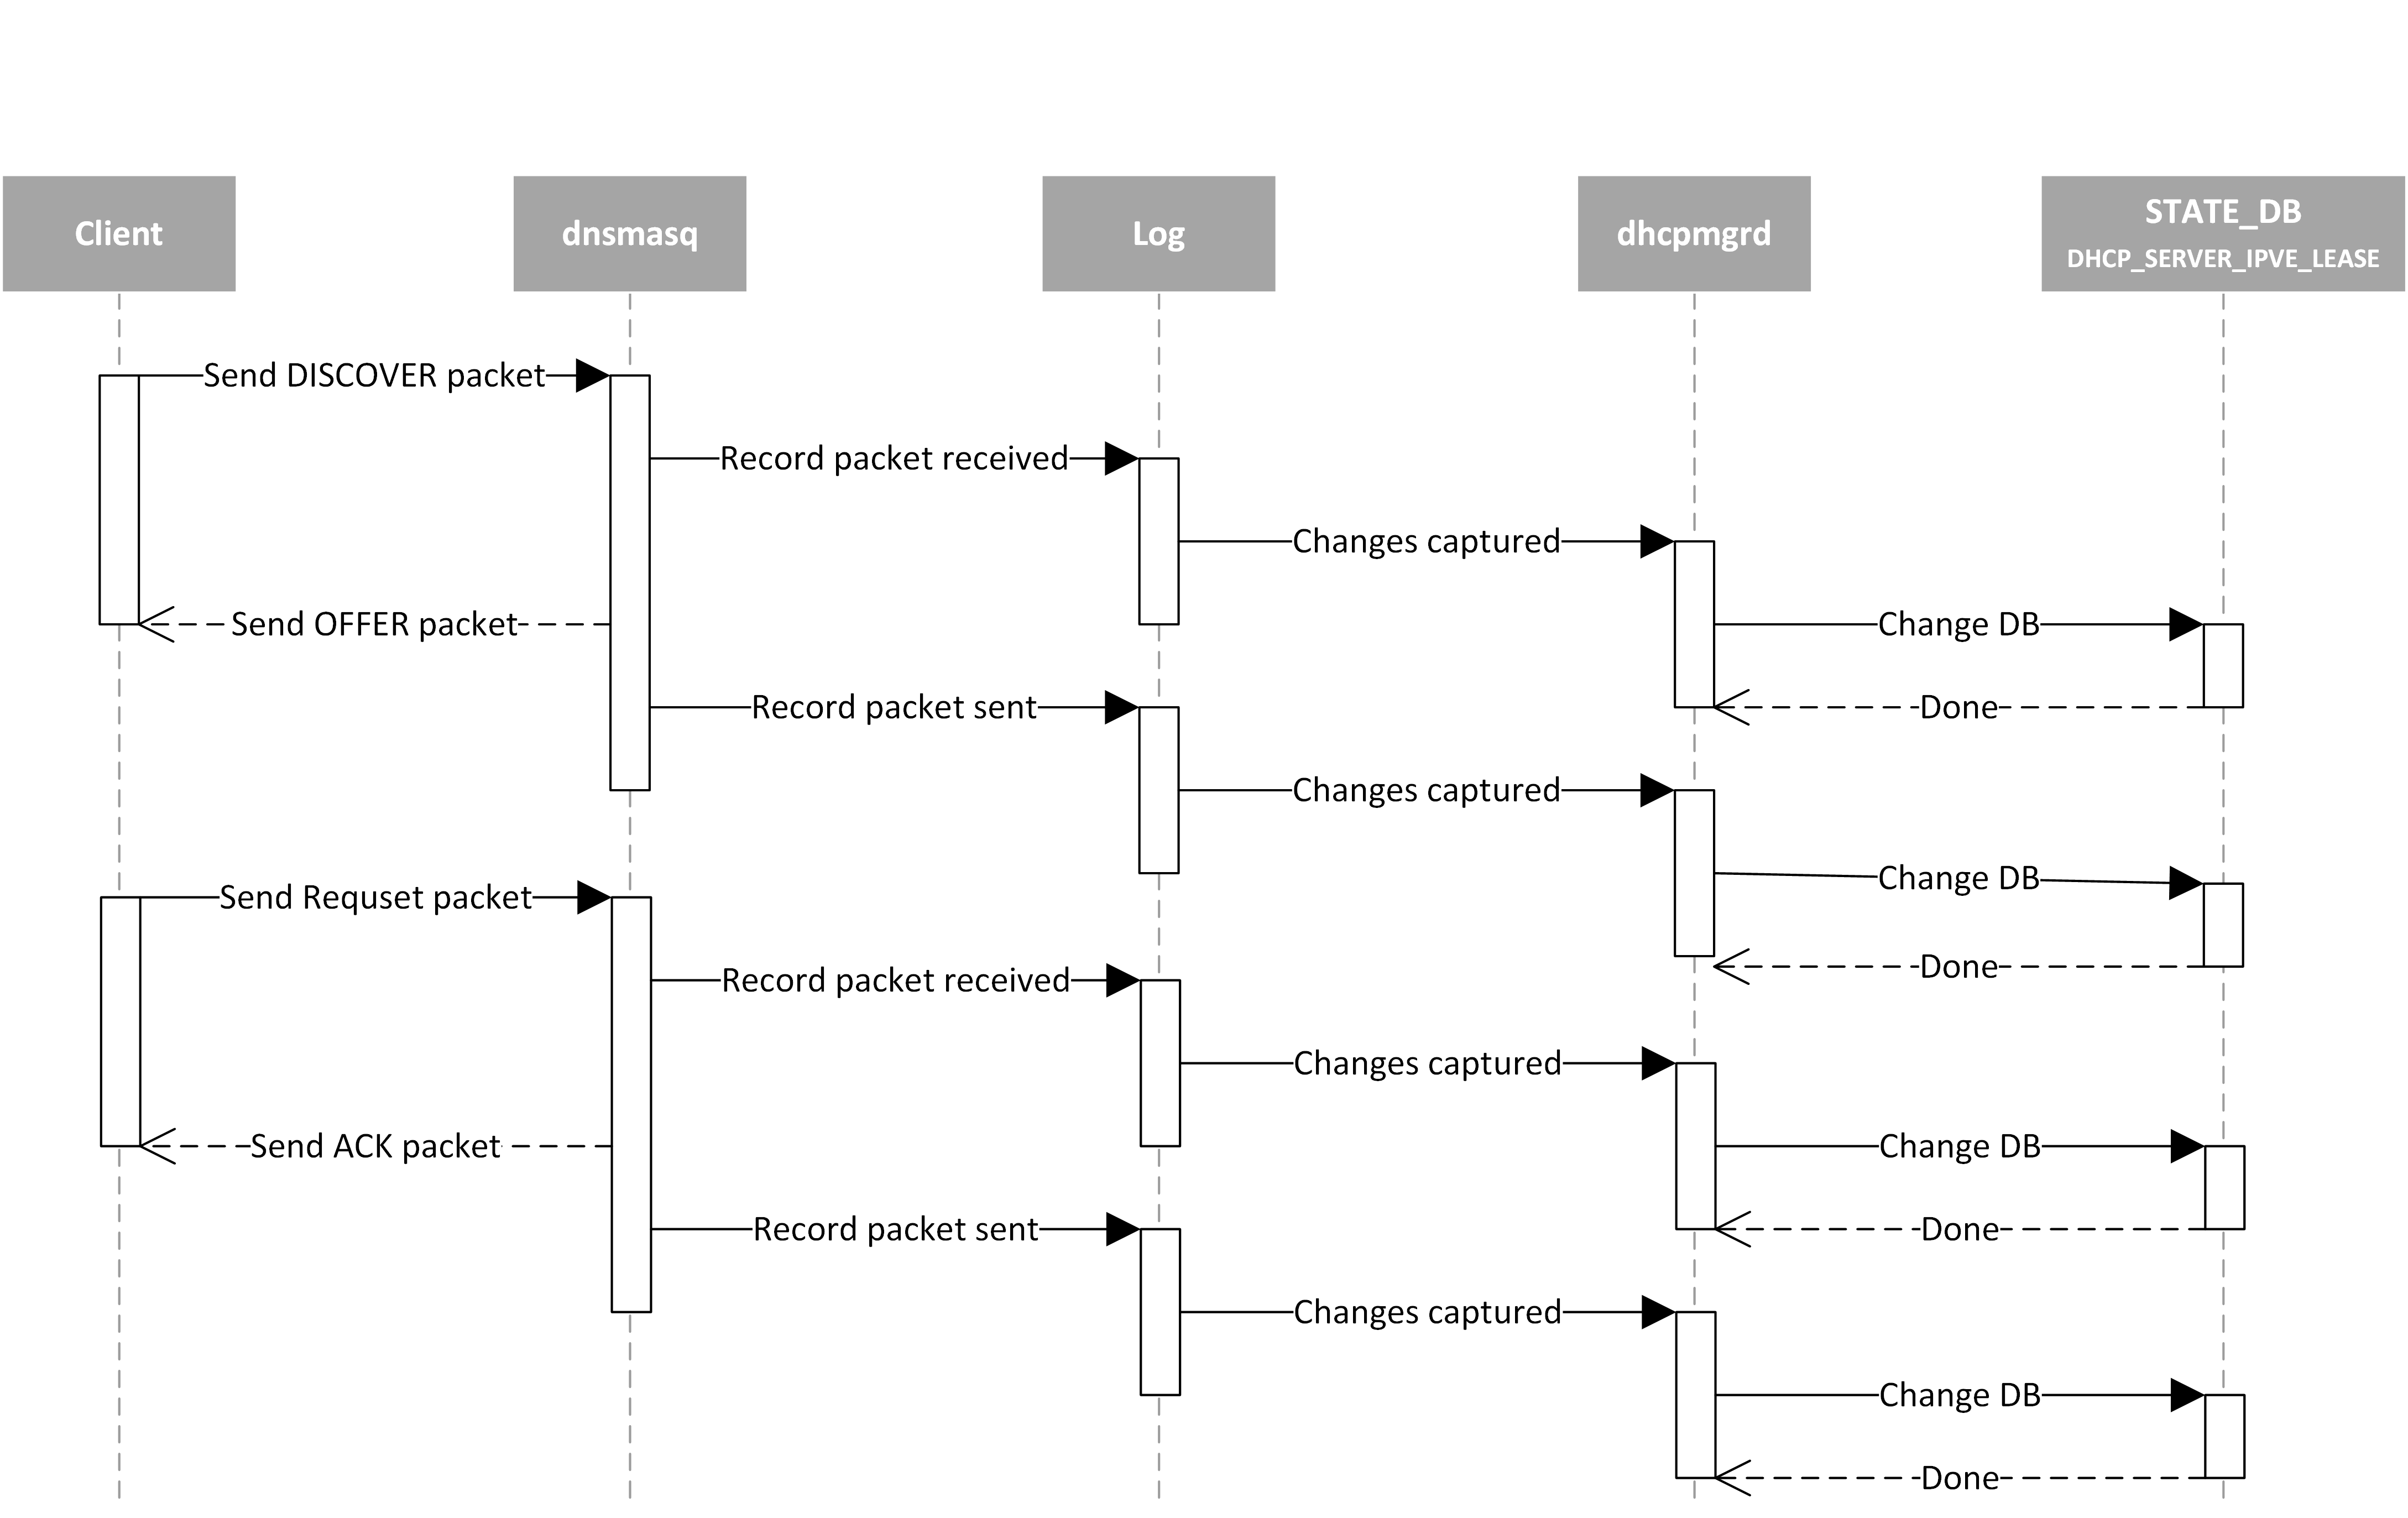 Client
dnsmasq
Log
dhcpmgrd
STATE_DB
DHCP_SERVER_IPVE_LEASE
Send DISCOVER packet
Record packet received
Changes captured
Send OFFER packet
Change DB
Record packet sent
Done
Changes captured
Change DB
Send Requset packet
Done
Record packet received
Changes captured
Send ACK packet
Change DB
Record packet sent
Done
Changes captured
Change DB
Done